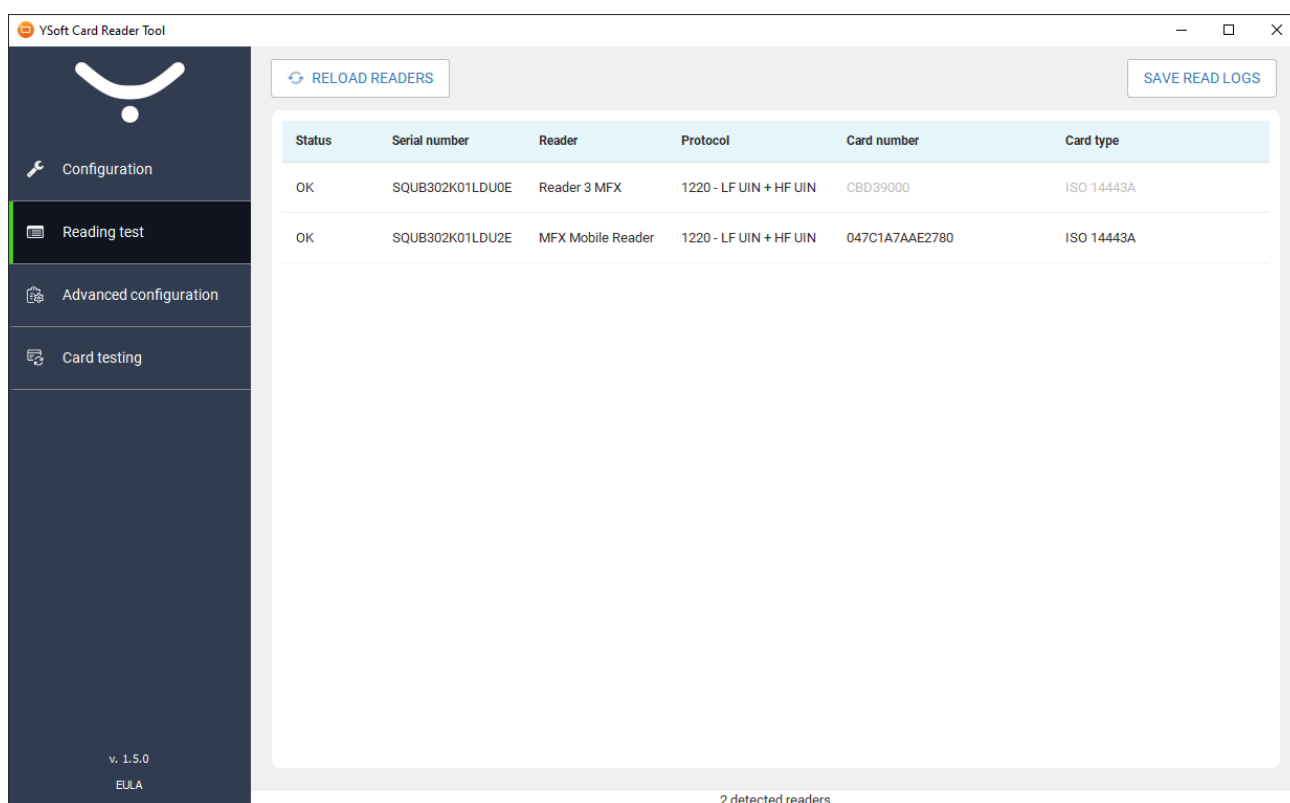 YSoft Card Reader Tool
RELOAD READERS
SAVE READ LOGS
Configuration
Reading test
Advanced configuration
Card testing
Status Serial number Reader Protocol Card number Card type
OK SQUB302K01LDU0E Reader 3 MFX 1220 - LF UIN + HF UIN CBD39000 ISO 14443A
OK SQUB302K01LDU2E MFX Mobile Reader 1220 - LF UIN + HF UIN 047C1A7AAE2780 ISO 14443A
v. 1.5.0
EULA
2 detected readers